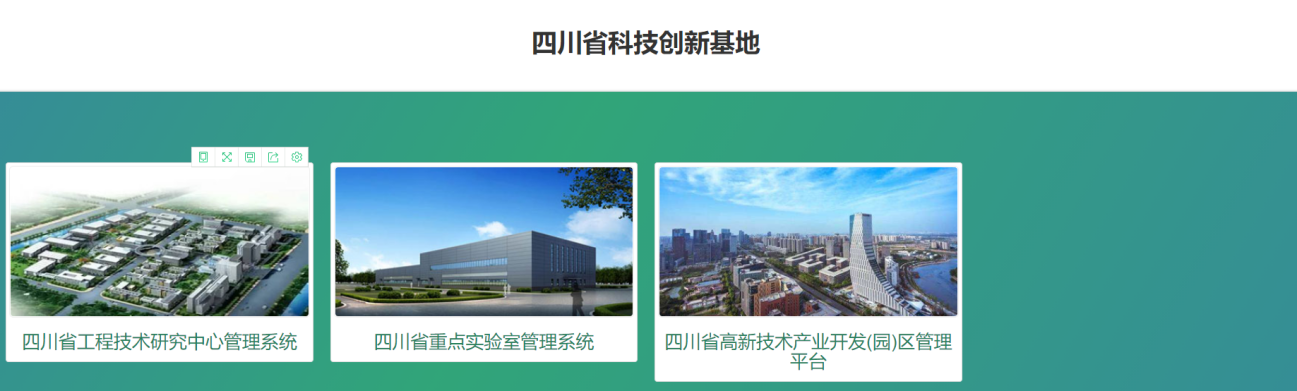 四川省科技创新基地
四川省工程技术研究中心管理系统
四川省重点实验室管理系统
四川省高新技术产业开发(园)区管理
平台